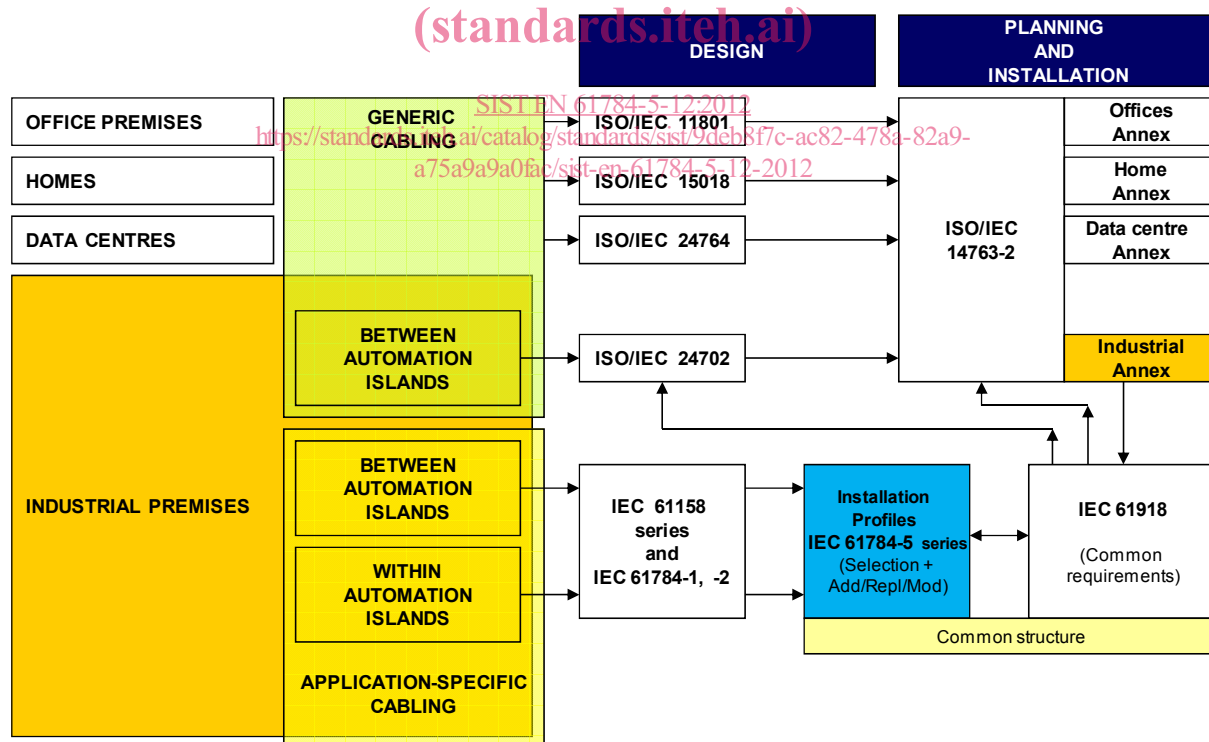 (standards.iteh.ai)
DESIGN
PLANNING
AND
INSTALLATION
SIST EN 61784-5-12:2012
https://standards.iteh.ai/catalog/standards/sist/9deb8f7c-ac82-478a-82a9-
a75a9a9a0fac/sist-en-61784-5-12-2012
OFFICE PREMISES
GENERIC
CABLING
ISO/IEC 11801
Offices
Annex
HOMES
ISO/IEC 15018
Home
Annex
DATA CENTRES
ISO/IEC 24764
ISO/IEC
14763-2
Data centre
Annex
BETWEEN
AUTOMATION
ISLANDS
ISO/IEC 24702
Industrial
Annex
INDUSTRIAL PREMISES
BETWEEN
AUTOMATION
ISLANDS
WITHIN
AUTOMATION
ISLANDS
APPLICATION-SPECIFIC
CABLING
IEC 61158
series
and
IEC 61784-1, -2
Installation
Profiles
IEC 61784-5 series
(Selection +
Add/Repl/Mod)
IEC 61918
(Common
requirements)
Common structure